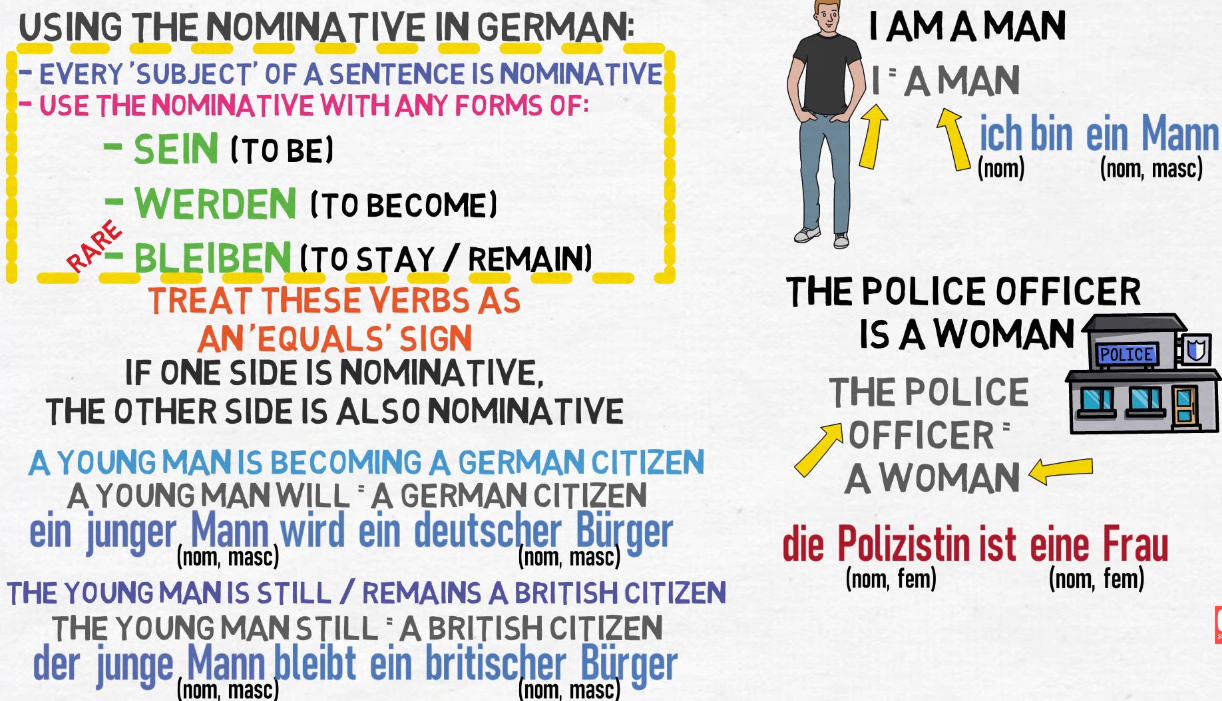 USING THE NOMINATIVE IN GERMAN:
- EVERY 'SUBJECT' OF A SENTENCE IS NOMINATIVE
- USE THE NOMINATIVE WITH ANY FORMS OF:
- SEIN (TO BE)
- WERDEN (TO BECOME)
RARE
- BLEIBEN (TO STAY / REMAIN)
TREAT THESE VERBS AS
AN 'EQUALS' SIGN
IF ONE SIDE IS NOMINATIVE,
THE OTHER SIDE IS ALSO NOMINATIVE
A YOUNG MAN IS BECOMING A GERMAN CITIZEN
A YOUNG MAN WILL = A GERMAN CITIZEN
ein junger Mann wird ein deutscher Bürger
(nom, masc) (nom, masc)
THE YOUNG MAN IS STILL / REMAINS A BRITISH CITIZEN
THE YOUNG MAN STILL = A BRITISH CITIZEN
der junge Mann bleibt ein britischer Bürger
(nom, masc) (nom, masc)
I AM A MAN
I = A MAN
ich bin ein Mann
(nom) (nom, masc)
THE POLICE OFFICER
IS A WOMAN
POLICE
THE POLICE
OFFICER =
A WOMAN
die Polizistin ist eine Frau
(nom, fem) (nom, fem)